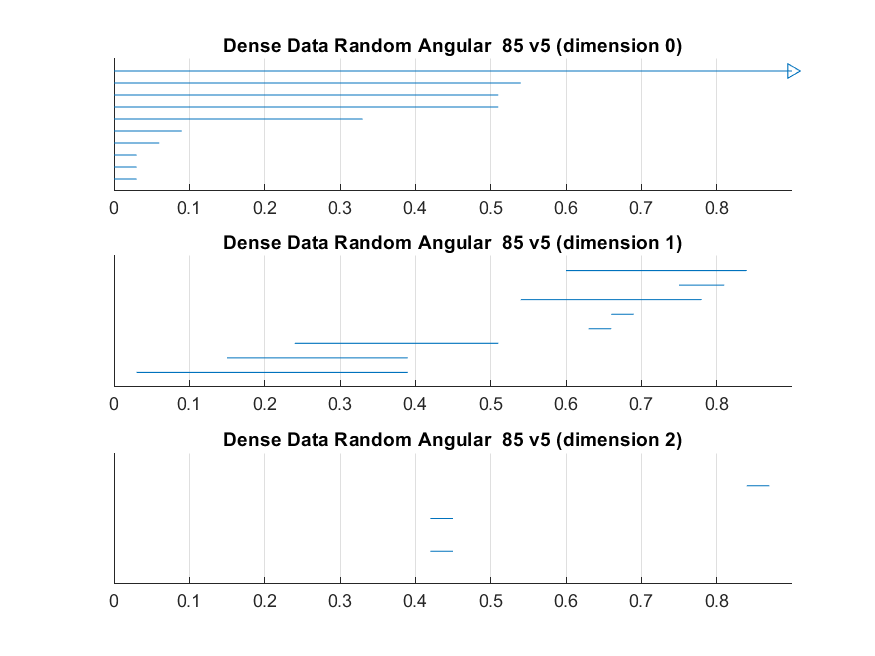 Dense Data Random Angular  85 v5 (dimension 0)
0 0.1 0.2 0.3 0.4 0.5 0.6 0.7 0.8
Dense Data Random Angular  85 v5 (dimension 1)
0 0.1 0.2 0.3 0.4 0.5 0.6 0.7 0.8
Dense Data Random Angular  85 v5 (dimension 2)
0 0.1 0.2 0.3 0.4 0.5 0.6 0.7 0.8